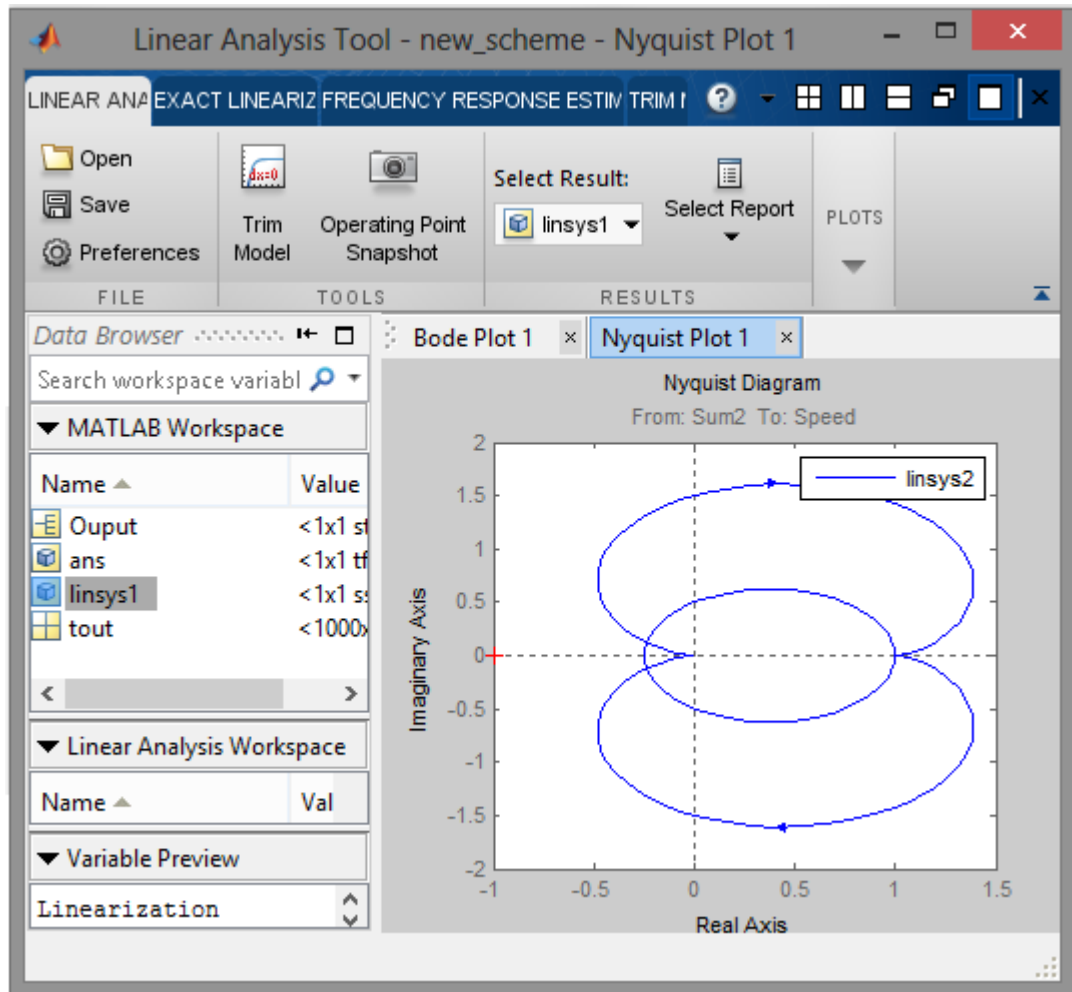 Linear Analysis Tool - new_scheme - Nyquist Plot 1
LINEAR ANA EXACT LINEARIZ FREQUENCY RESPONSE ESTIM TRIM
Open
Save
Preferences
FILE
Trim
Model
Operating Point
Snapshot
TOOLS
Select Result:
linsys1
Select Report
RESULTS
PLOTS
Data Browser
Search workspace variabl
MATLAB Workspace
Name Value
Ouput <1x1 st
ans <1x1 tf
linsys1 <1x1 s
tout <1000x
Linear Analysis Workspace
Name Val
Variable Preview
Linearization
Bode Plot 1
Nyquist Plot 1
Nyquist Diagram
From: Sum2 To: Speed
linsys2
Imaginary Axis
2
1.5
1
0.5
0
-0.5
-1
-1.5
-2
-1 -0.5 0 0.5 1 1.5
Real Axis